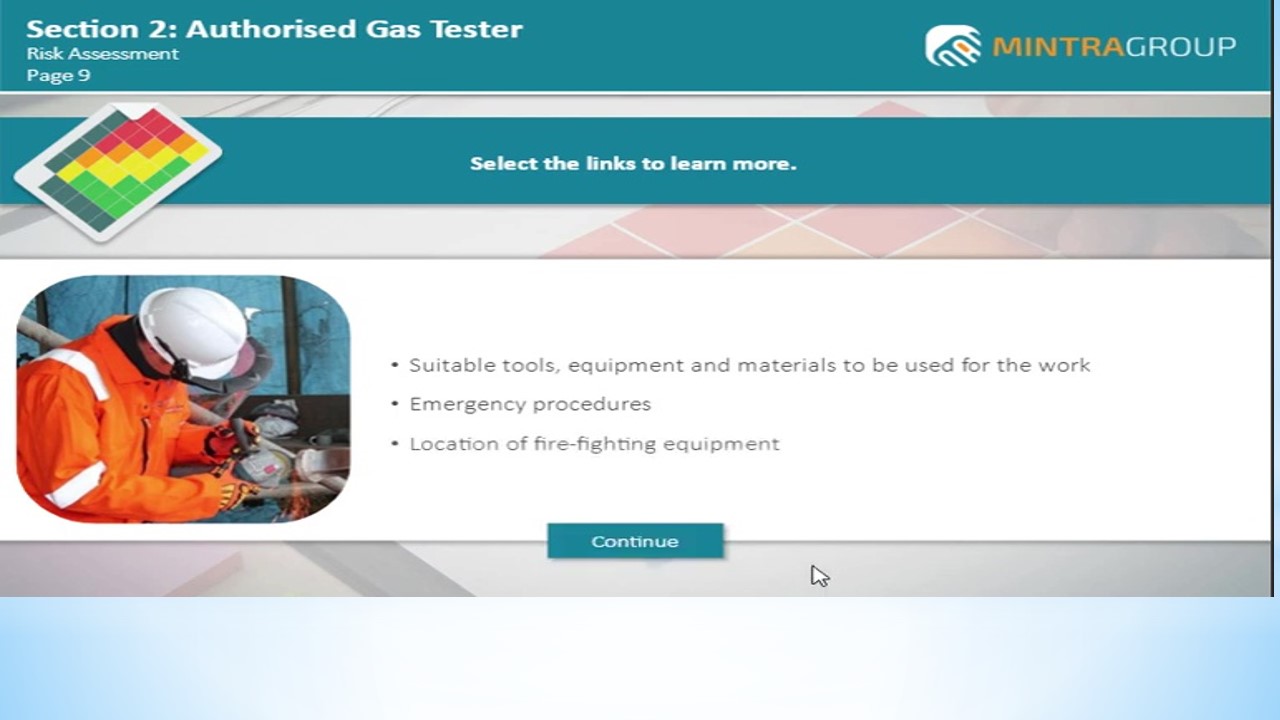 Section 2: Authorised Gas Tester
Risk Assessment
Page 9
MINTRAGROUP
Select the links to learn more.
• Suitable tools, equipment and materials to be used for the work
• Emergency procedures
• Location of fire-fighting equipment
Continue